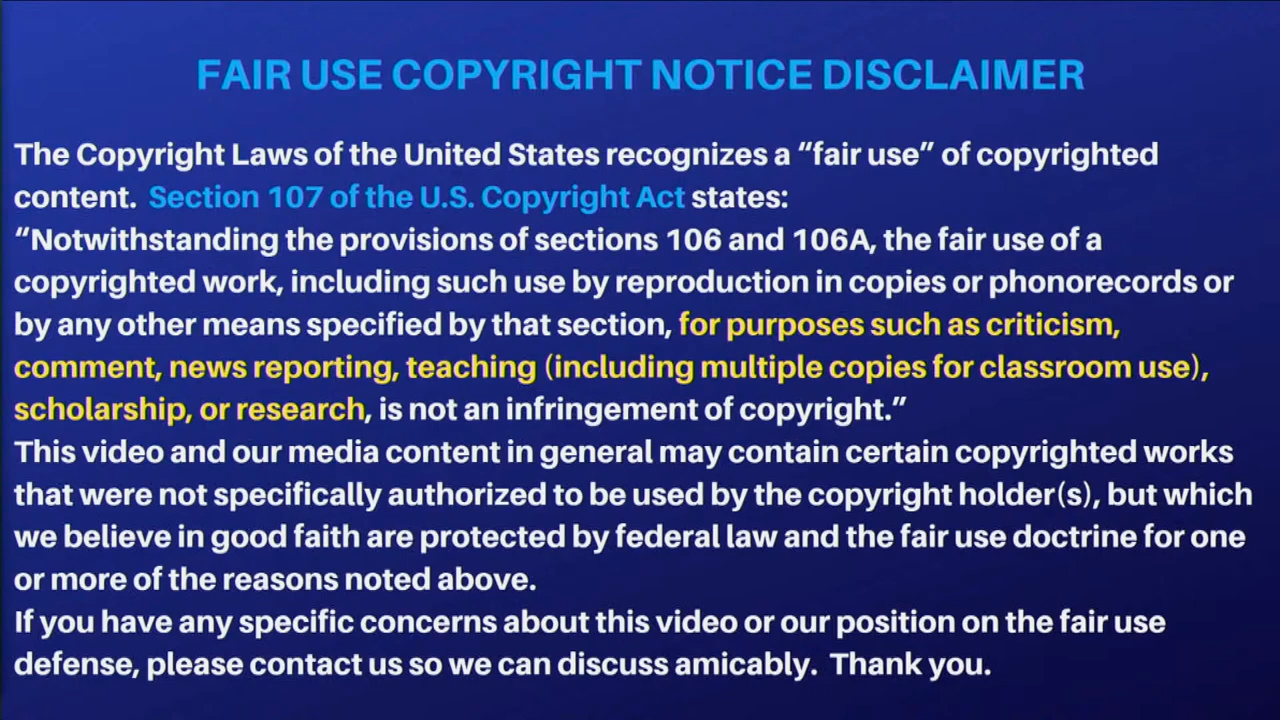 FAIR USE COPYRIGHT NOTICE DISCLAIMER
The Copyright Laws of the United States recognizes a “fair use” of copyrighted
content.  Section 107 of the U.S. Copyright Act states:
“Notwithstanding the provisions of sections 106 and 106A, the fair use of a
copyrighted work, including such use by reproduction in copies or phonorecords or
by any other means specified by that section, for purposes such as criticism,
comment, news reporting, teaching (including multiple copies for classroom use),
scholarship, or research, is not an infringement of copyright.”
This video and our media content in general may contain certain copyrighted works
that were not specifically authorized to be used by the copyright holder(s), but which
we believe in good faith are protected by federal law and the fair use doctrine for one
or more of the reasons noted above.
If you have any specific concerns about this video or our position on the fair use
defense, please contact us so we can discuss amicably.  Thank you.